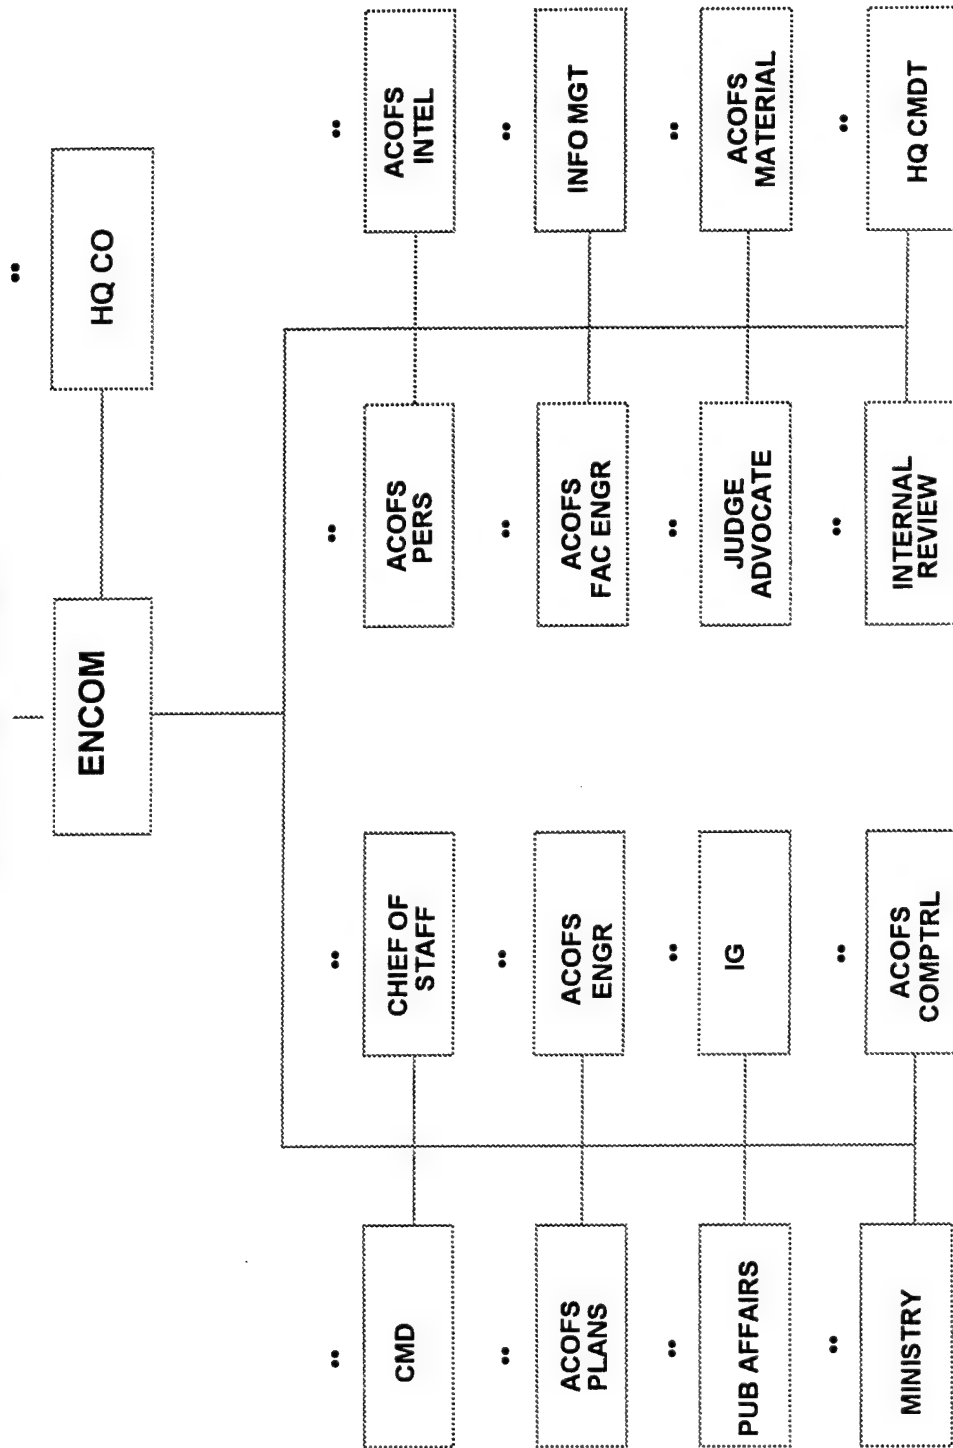 ENCOM
HQ CO
CMD
CHIEF OF
STAFF
ACOFS
PERS
ACOFS
INTEL
ACOFS
PLANS
ACOFS
ENGR
ACOFS
FAC ENGR
INFO MGT
PUB AFFAIRS
IG
JUDGE
ADVOCATE
ACOFS
MATERIAL
MINISTRY
ACOFS
COMPTRL
INTERNAL
REVIEW
HQ CMDT